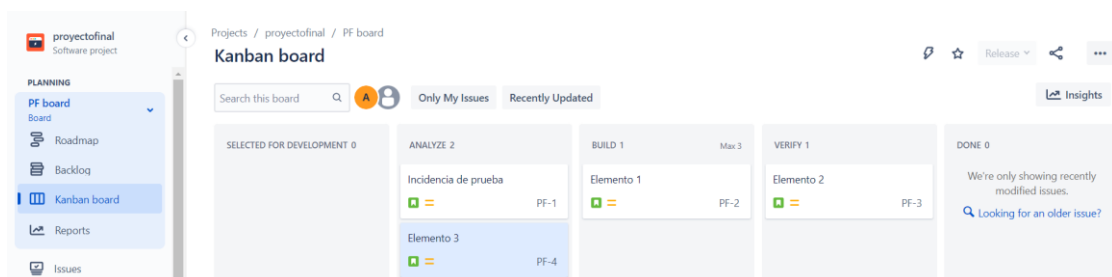 proyectofinal
Software project
PLANNING
PF board
Board
Roadmap
Backlog
Kanban board
Reports
Issues
Projects / proyectofinal / PF board
Kanban board
Release
Search this board
A
Only My Issues
Recently Updated
Insights
SELECTED FOR DEVELOPMENT 0
ANALYZE 2
Incidencia de prueba
PF-1
Elemento 3
PF-4
BUILD 1
Max 3
Elemento 1
PF-2
VERIFY 1
Elemento 2
PF-3
DONE 0
We're only showing recently
modified issues.
Looking for an older issue?